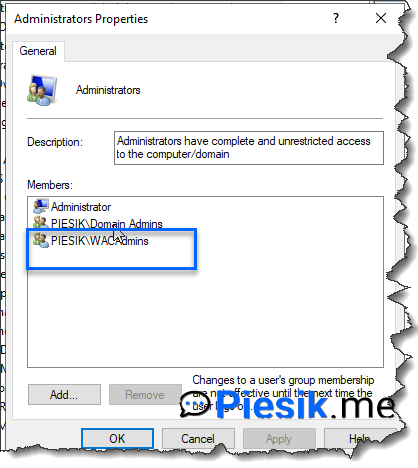 Administrators Properties
General
Administrators
Description:
Administrators have complete and unrestricted access
to the computer/domain
Members:
Administrator
PIESIK\Domain Admins
PIESIK\WACAdmins
Add...
Remove
Changes to a user's group membership
are not effective until the next time the
user logs on.
Piesik.me
OK
Cancel
Apply
Help